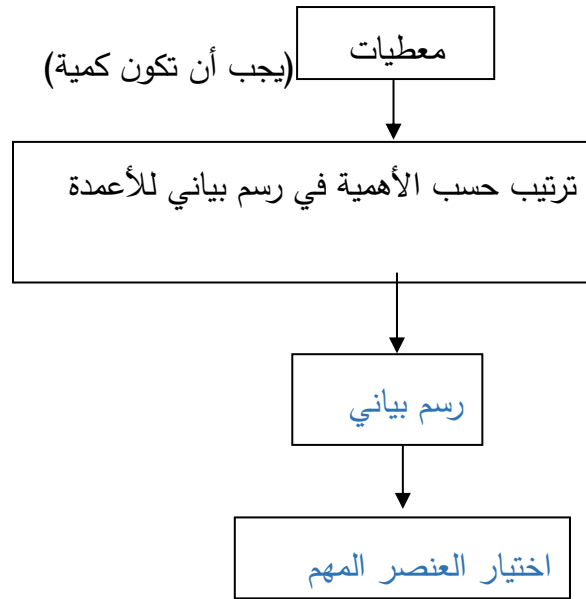 معطيات
(يجب أن تكون كمية)
ترتيب حسب الأهمية في رسم بياني للأعمدة
رسم بياني
اختيار العنصر المهم